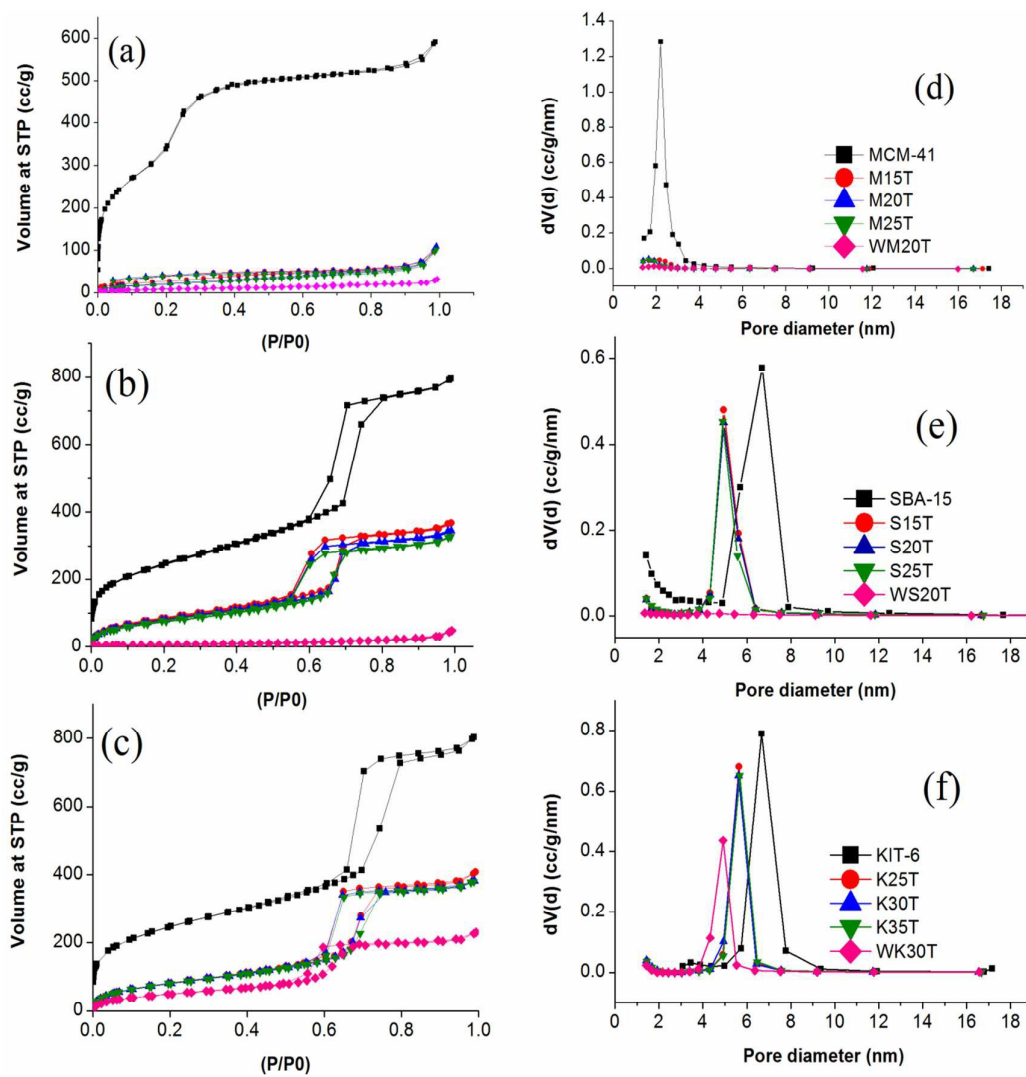 (a)
Volume at STP (cc/g)
600
500
400
300
200
100
0
0.0 0.2 0.4 0.6 0.8 1.0
(P/P0)
(d)
dV(d) (cc/g/nm)
1.4
1.2
1.0
0.8
0.6
0.4
0.2
0.0
MCM-41
M15T
M20T
M25T
WM20T
0 2 4 6 8 10 12 14 16 18
Pore diameter (nm)
(b)
Volume at STP (cc/g)
800
600
400
200
0
0.0 0.2 0.4 0.6 0.8 1.0
(P/P0)
(e)
dV(d) (cc/g/nm)
0.6
0.4
0.2
0.0
SBA-15
S15T
S20T
S25T
WS20T
0 2 4 6 8 10 12 14 16 18
Pore diameter (nm)
(c)
Volume at STP (cc/g)
800
600
400
200
0
0.0 0.2 0.4 0.6 0.8 1.0
(P/P0)
(f)
dV(d) (cc/g/nm)
0.8
0.6
0.4
0.2
0.0
KIT-6
K25T
K30T
K35T
WK30T
0 2 4 6 8 10 12 14 16 18
Pore diameter (nm)